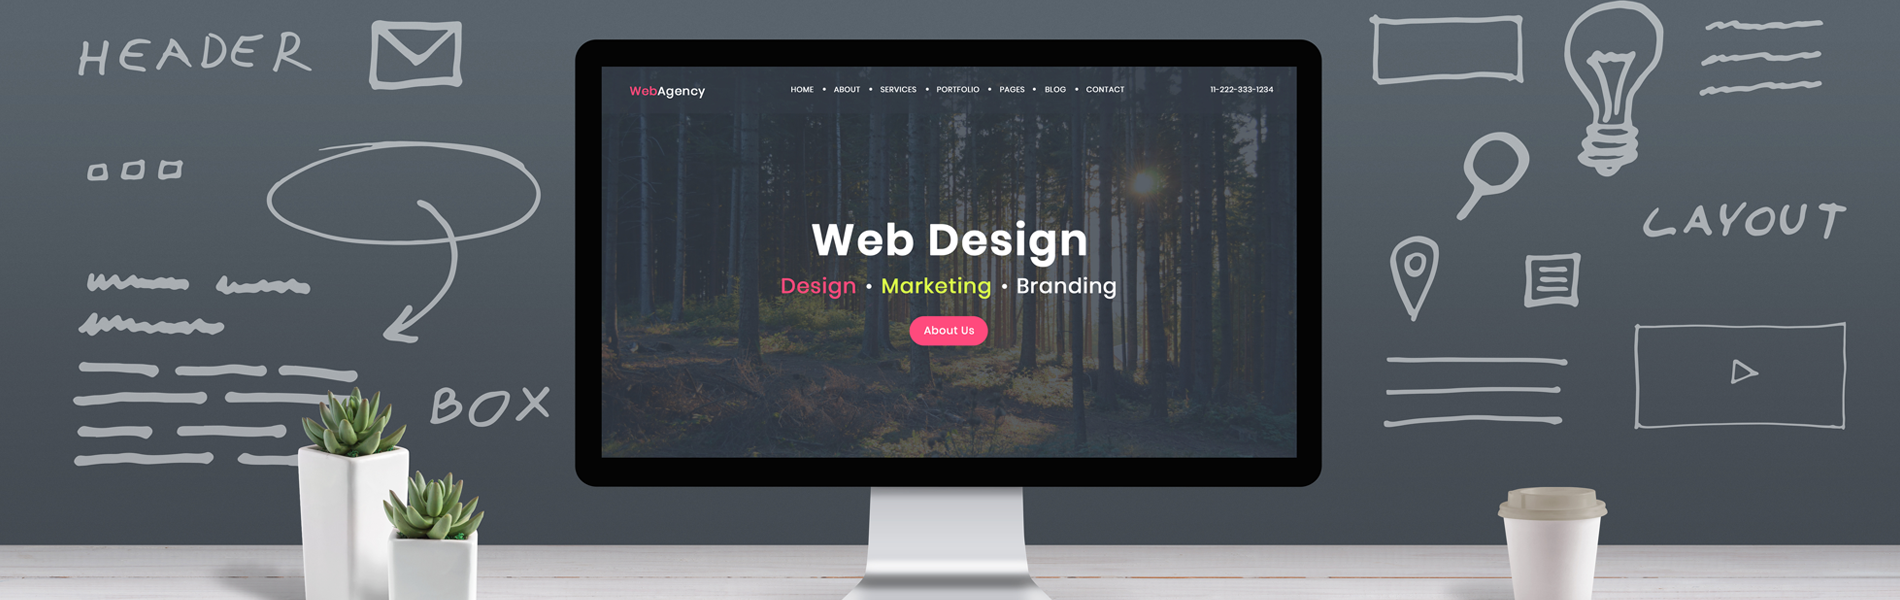 HEADER
BOX
WebAgency
HOME • ABOUT • SERVICES • PORTFOLIO • PAGES • BLOG • CONTACT
11-222-333-1234
Web Design
Design • Marketing • Branding
About Us
LAYOUT